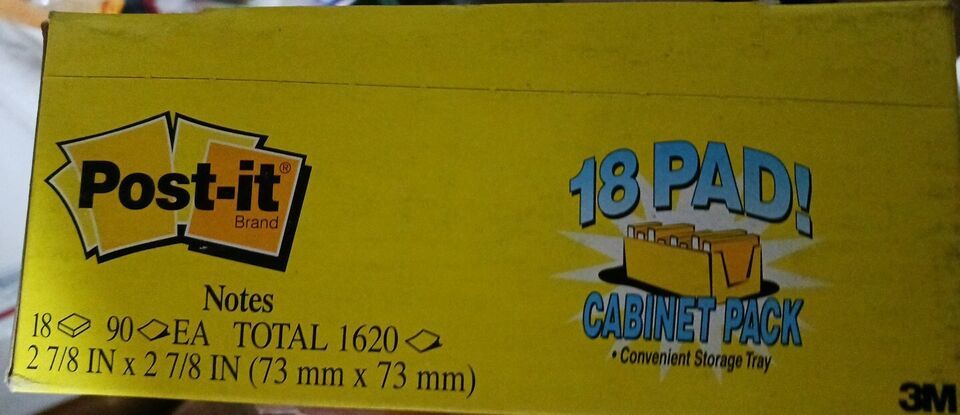 Post-it®
Brand
Notes
18 90 EA TOTAL 1620
2 7/8 IN x 2 7/8 IN (73 mm x 73 mm)
18 PAD!
CABINET PACK
• Convenient Storage Tray
3M